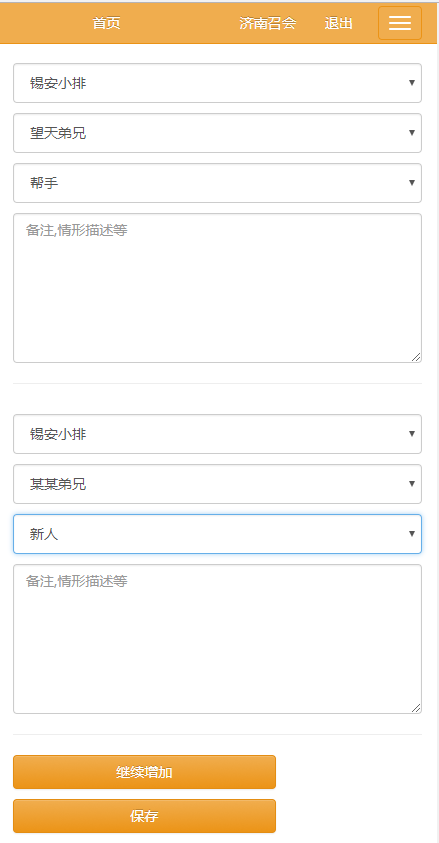 首页 济南召会 退出
锡安小排
望天弟兄
帮手
备注,情形描述等
锡安小排
某某弟兄
新人
备注,情形描述等
继续增加
保存